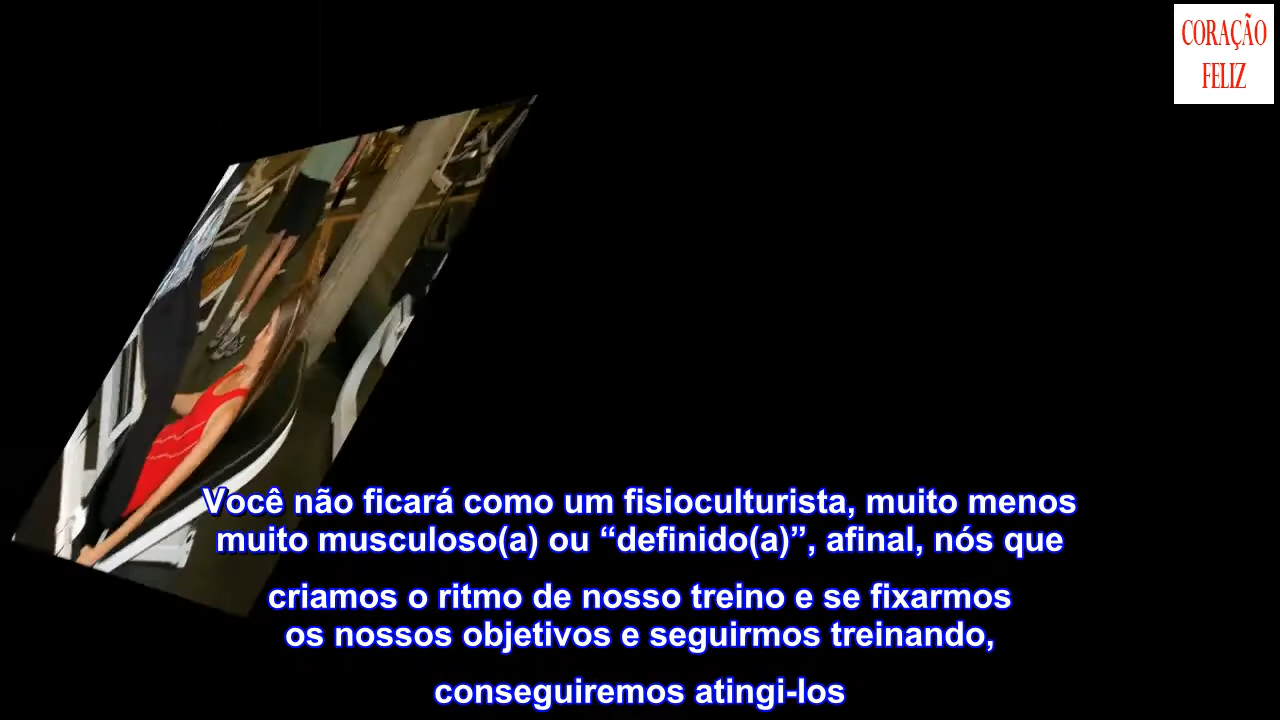 CORAÇÃO
FELIZ
Você não ficará como um fisioculturista, muito menos
muito musculoso(a) ou “definido(a)”, afinal, nós que
criamos o ritmo de nosso treino e se fixarmos
os nossos objetivos e seguirmos treinando,
conseguiremos atingi-los